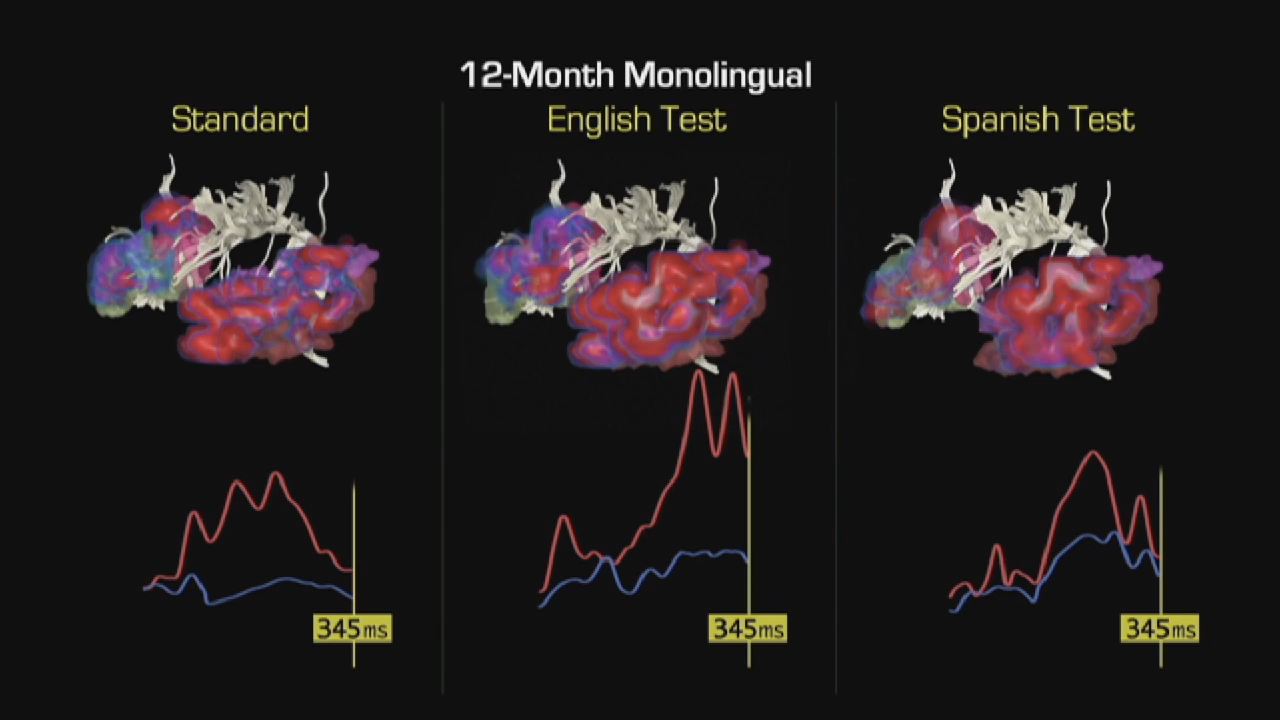 12-Month Monolingual
Standard
English Test
Spanish Test
345ms
345ms
345ms